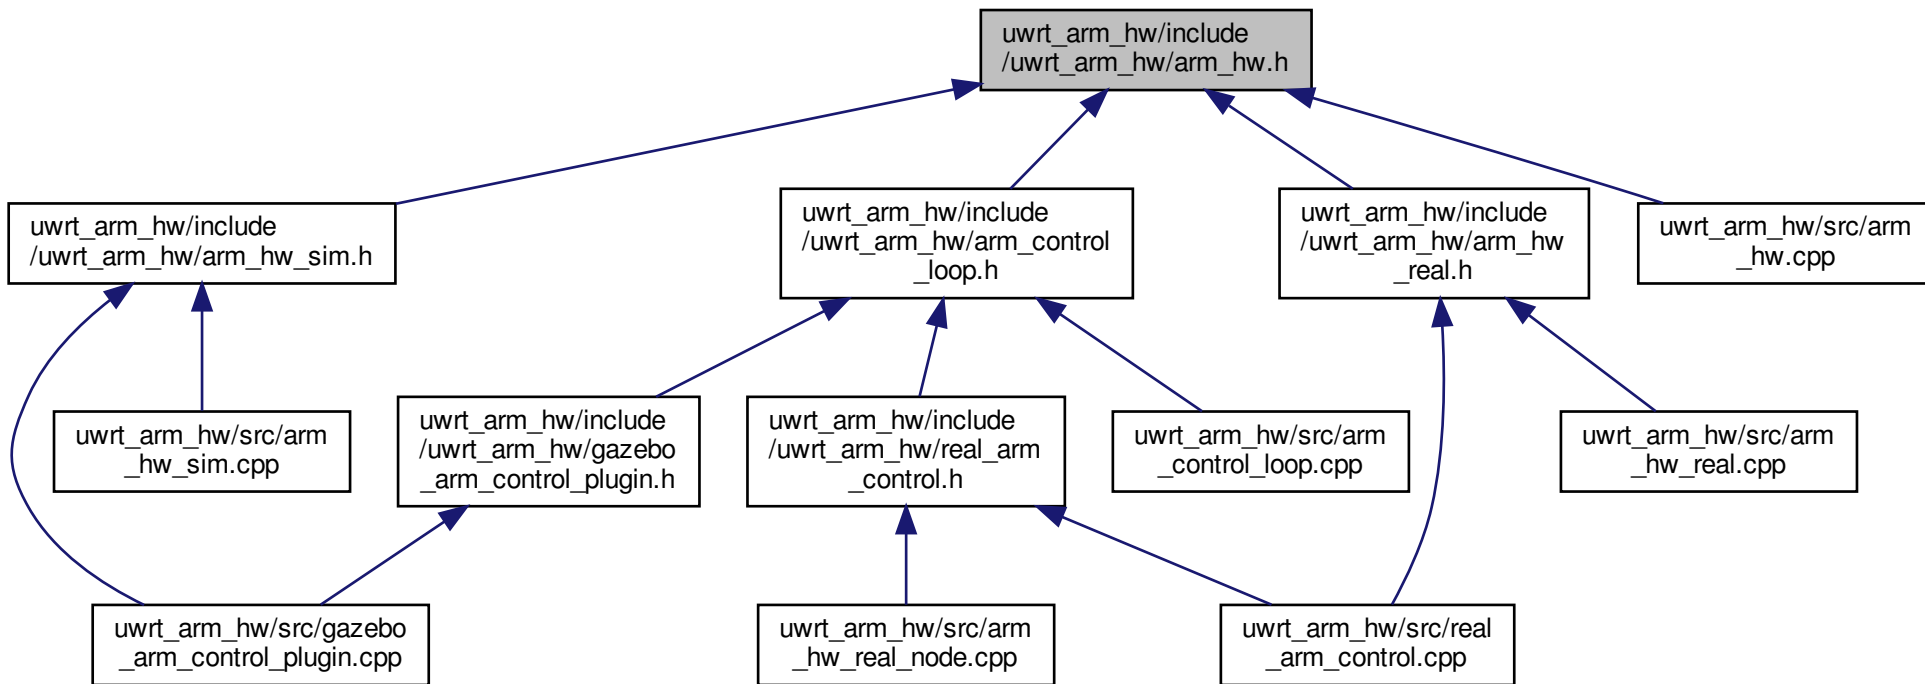 uwrt_arm_hw/include
/uwrt_arm_hw/arm_hw.h
uwrt_arm_hw/include
/uwrt_arm_hw/arm_hw_sim.h
uwrt_arm_hw/include
/uwrt_arm_hw/arm_control
_loop.h
uwrt_arm_hw/include
/uwrt_arm_hw/arm_hw
_real.h
uwrt_arm_hw/src/arm
_hw.cpp
uwrt_arm_hw/src/arm
_hw_sim.cpp
uwrt_arm_hw/include
/uwrt_arm_hw/gazebo
_arm_control_plugin.h
uwrt_arm_hw/include
/uwrt_arm_hw/real_arm
_control.h
uwrt_arm_hw/src/arm
_control_loop.cpp
uwrt_arm_hw/src/arm
_hw_real.cpp
uwrt_arm_hw/src/gazebo
_arm_control_plugin.cpp
uwrt_arm_hw/src/arm
_hw_real_node.cpp
uwrt_arm_hw/src/real
_arm_control.cpp